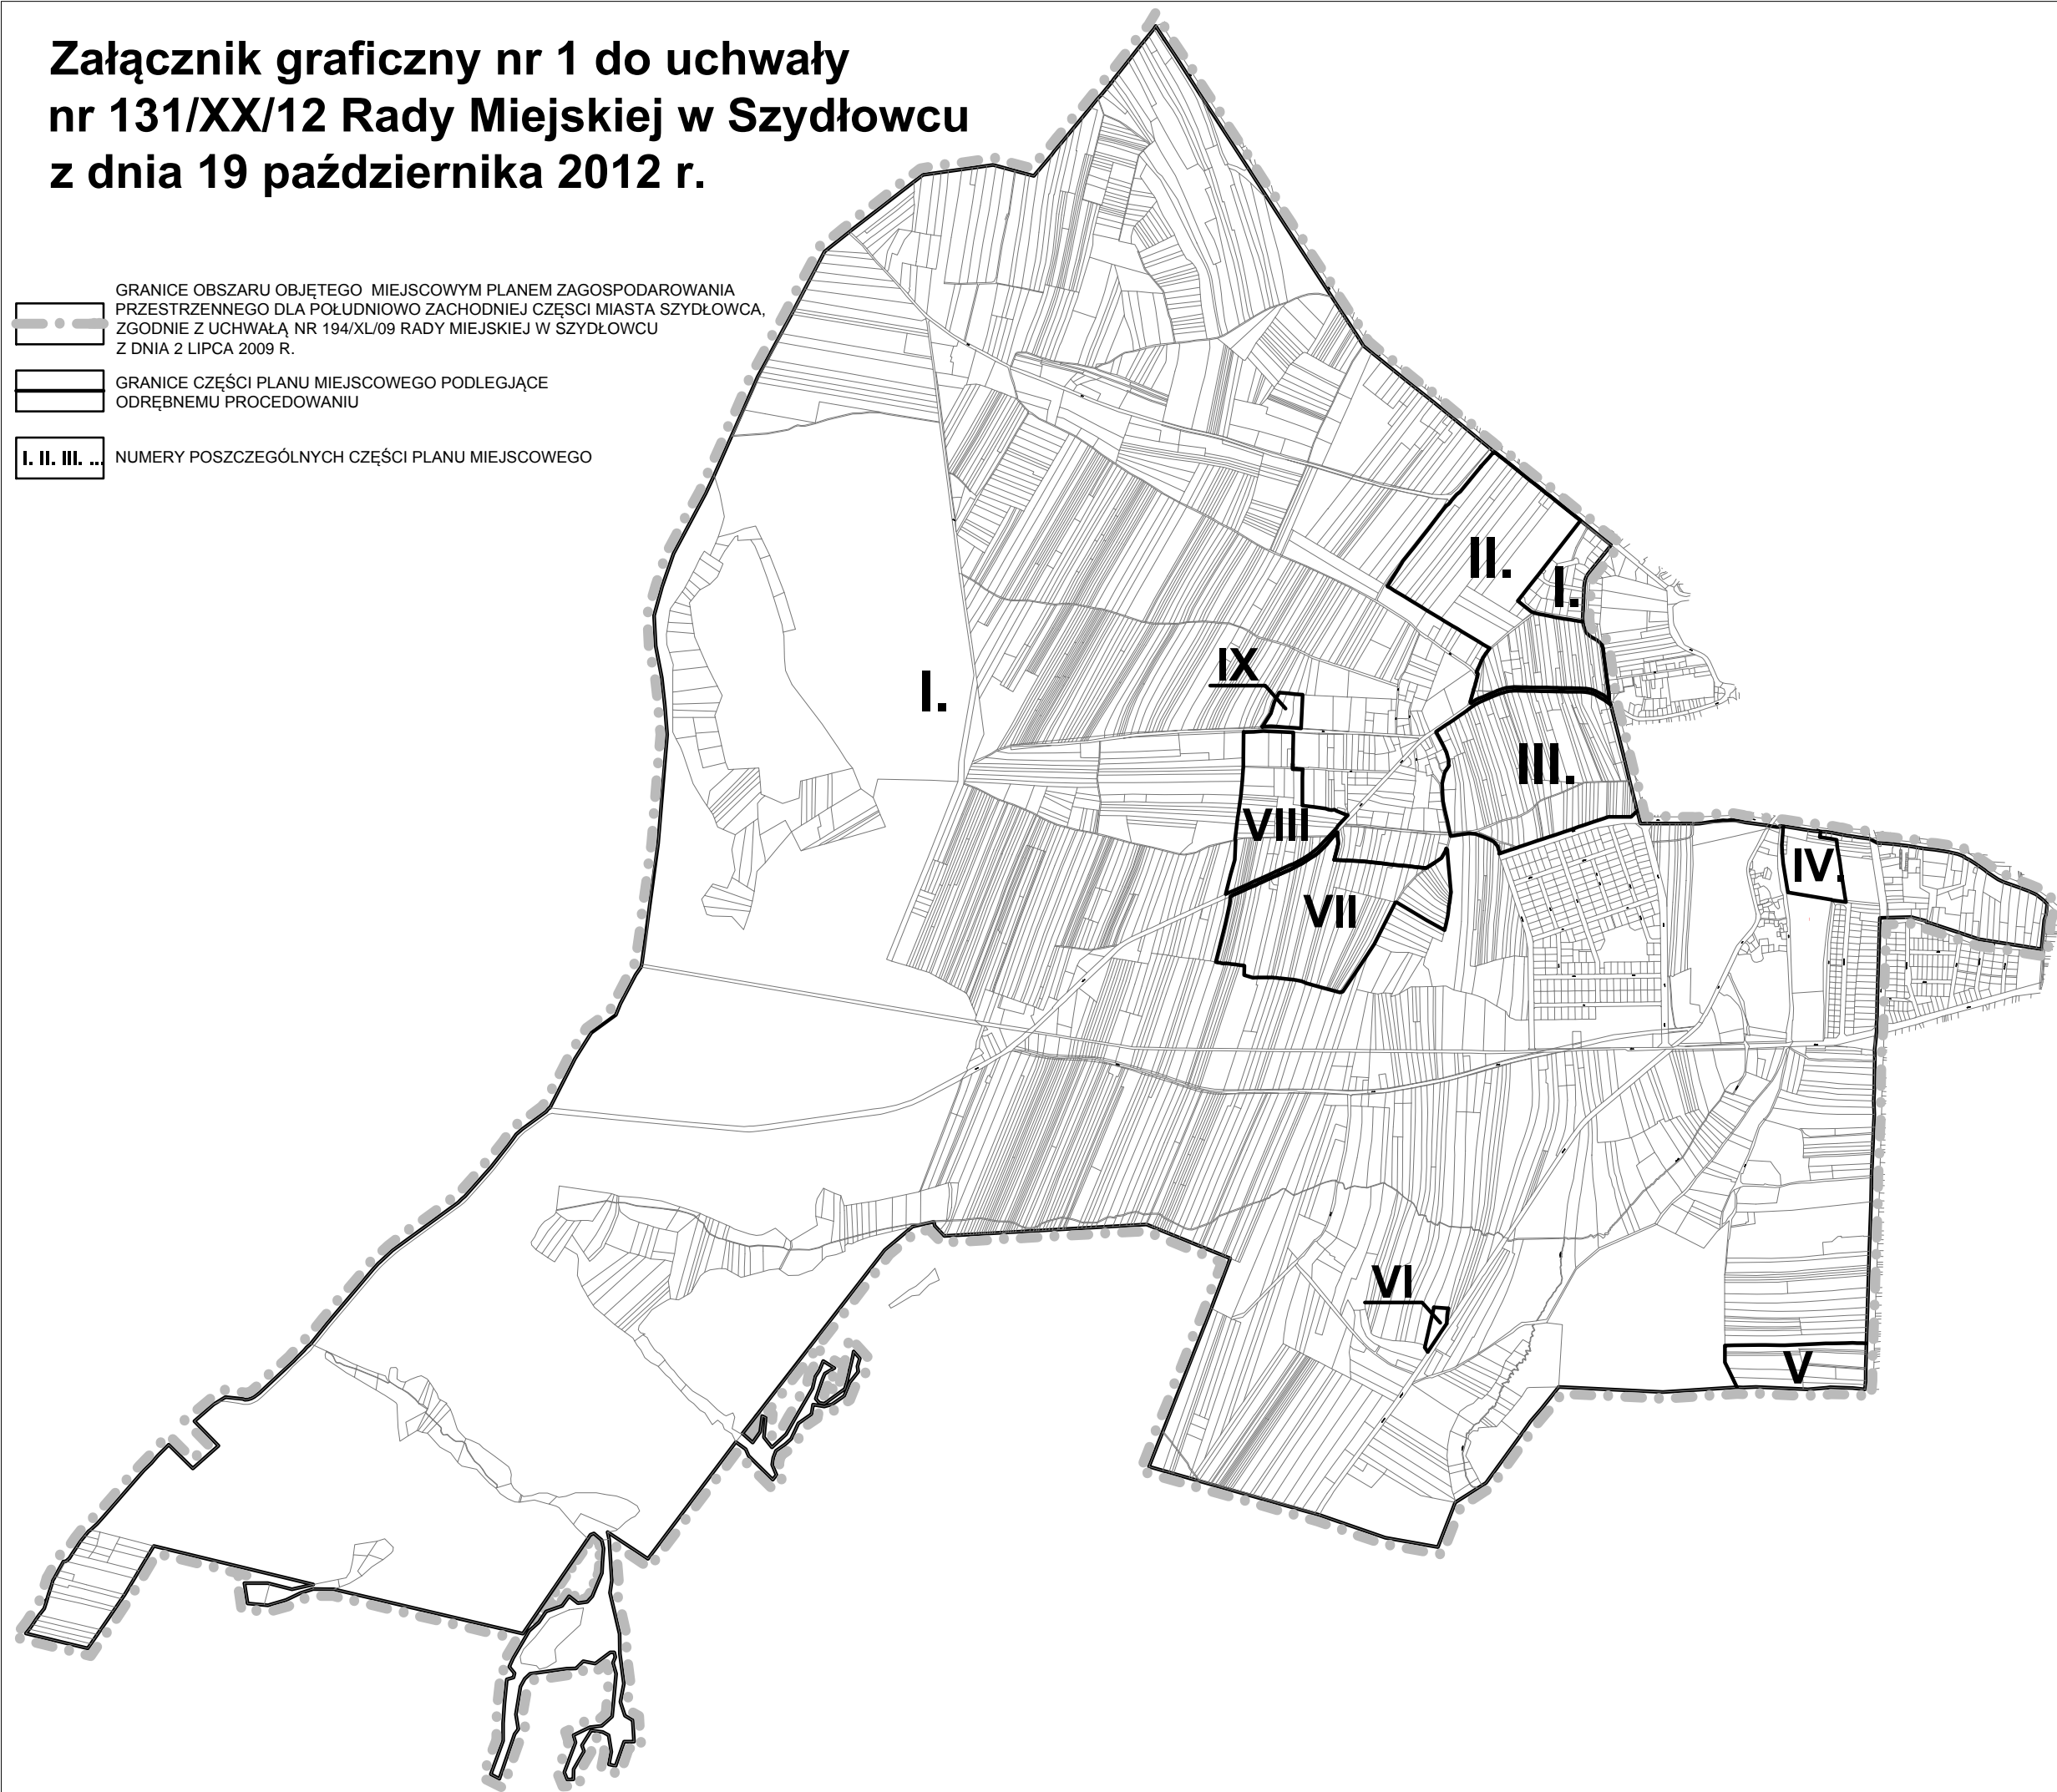 Załącznik graficzny nr 1 do uchwały
nr 131/XX/12 Rady Miejskiej w Szydłowcu
z dnia 19 października 2012 r.
GRANICE OBSZARU OBJĘTEGO MIEJSCOWYM PLANEM ZAGOSPODAROWANIA
PRZESTRZENNEGO DLA POŁUDNIOWO ZACHODNIEJ CZĘŚCI MIASTA SZYDŁOWCA,
ZGODNIE Z UCHWAŁĄ NR 194/XL/09 RADY MIEJSKIEJ W SZYDŁOWCU
Z DNIA 2 LIPCA 2009 R.
GRANICE CZĘŚCI PLANU MIEJSCOWEGO PODLEGJĄCE
ODRĘBNEMU PROCEDOWANIU
I. II. III. ...
NUMERY POSZCZEGÓLNYCH CZĘŚCI PLANU MIEJSCOWEGO
II.
I.
IX
I.
III.
VIII
IV.
VII
VI
V